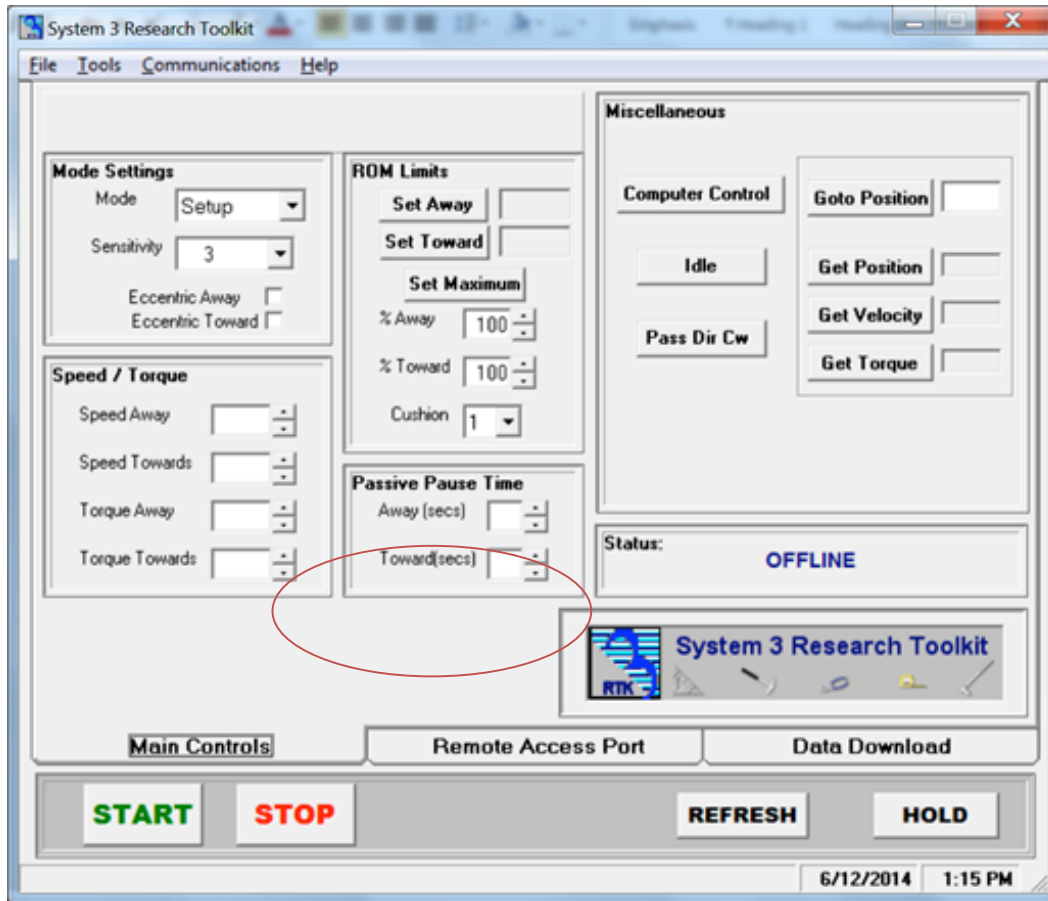 System 3 Research Toolkit
File Tools Communications Help
Mode Settings
Mode Setup
Sensitivity 3
Eccentric Away
Eccentric Toward
Speed / Torque
Speed Away
Speed Towards
Torque Away
Torque Towards
ROM Limits
Set Away
Set Toward
Set Maximum
% Away 100
% Toward 100
Cushion 1
Passive Pause Time
Away (secs)
Toward(secs)
Miscellaneous
Computer Control
Idle
Pass Dir Cw
Goto Position
Get Position
Get Velocity
Get Torque
Status:
OFFLINE
RTK
System 3 Research Toolkit
Main Controls Remote Access Port Data Download
START STOP REFRESH HOLD
6/12/2014 1:15 PM